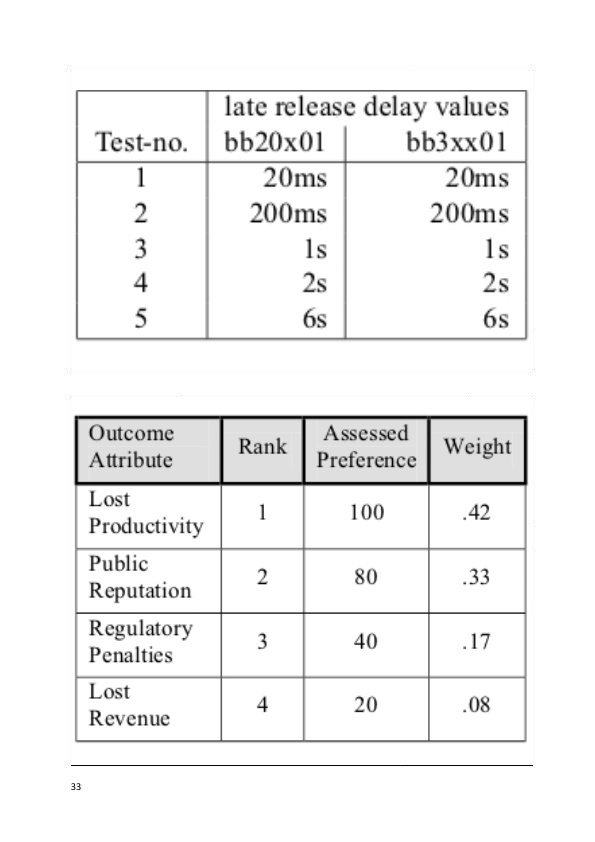 late release delay values
Test-no. bb20x01 bb3xx01
1 20ms 20ms
2 200ms 200ms
3 1s 1s
4 2s 2s
5 6s 6s
Outcome Attribute Rank Assessed Preference Weight
Lost Productivity 1 100 .42
Public Reputation 2 80 .33
Regulatory Penalties 3 40 .17
Lost Revenue 4 20 .08
33